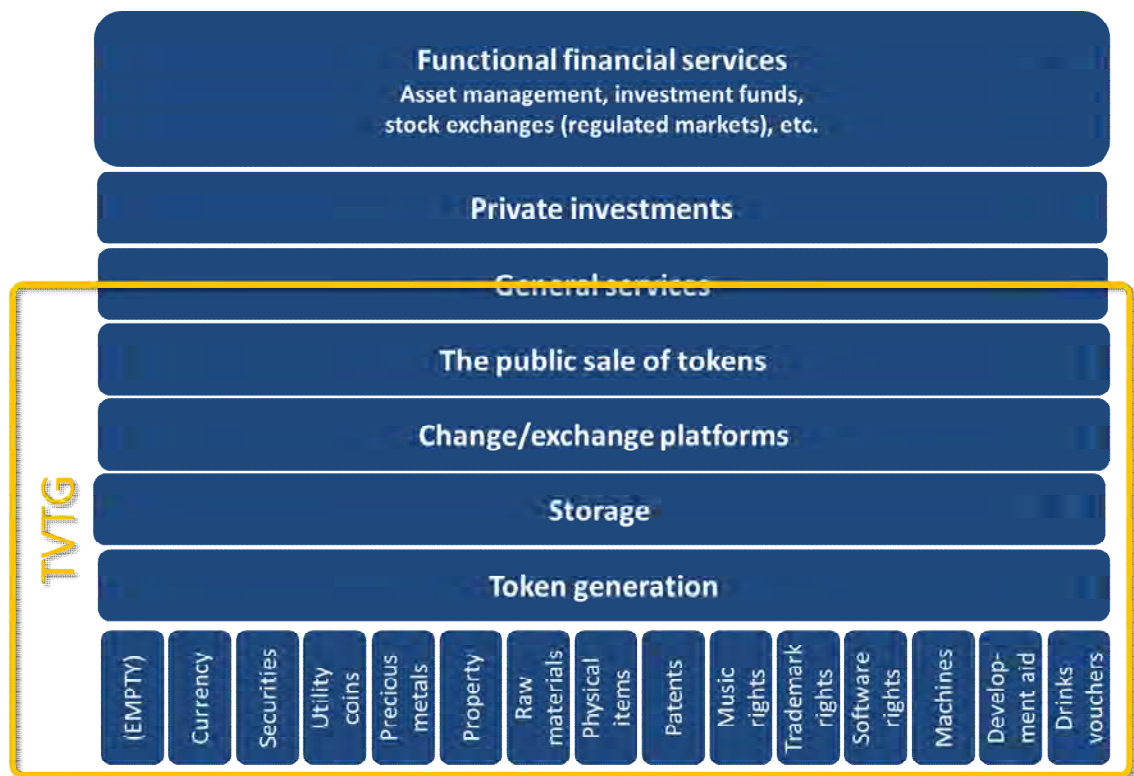 Functional financial services
Asset management, investment funds,
stock exchanges (regulated markets), etc.
Private investments
General services
The public sale of tokens
Change/exchange platforms
Storage
Token generation
TVTG
(EMPTY)
Currency
Securities
Utility
coins
Precious
metals
Property
Raw
materials
Physical
items
Patents
Music
rights
Trademark
rights
Software
rights
Machines
Develop-
ment aid
Drinks
vouchers